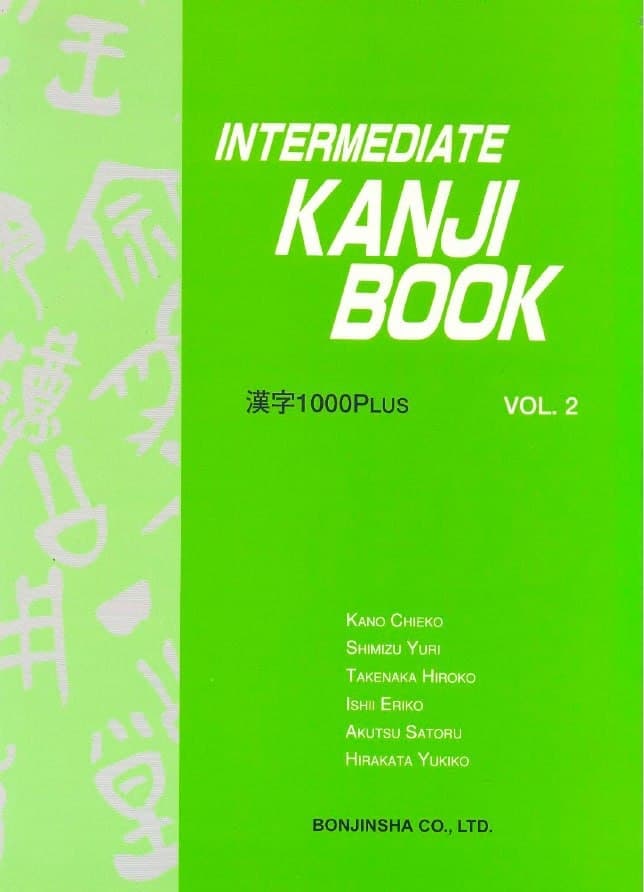 INTERMEDIATE
KANJI
BOOK
漢字1000PLUS
VOL. 2
KANO CHIEKO
SHIMIZU YURI
TAKENAKA HIROKO
ISHII ERIKO
AKUTSU SATORU
HIRAKATA YUKIKO
BONJINSHA CO., LTD.